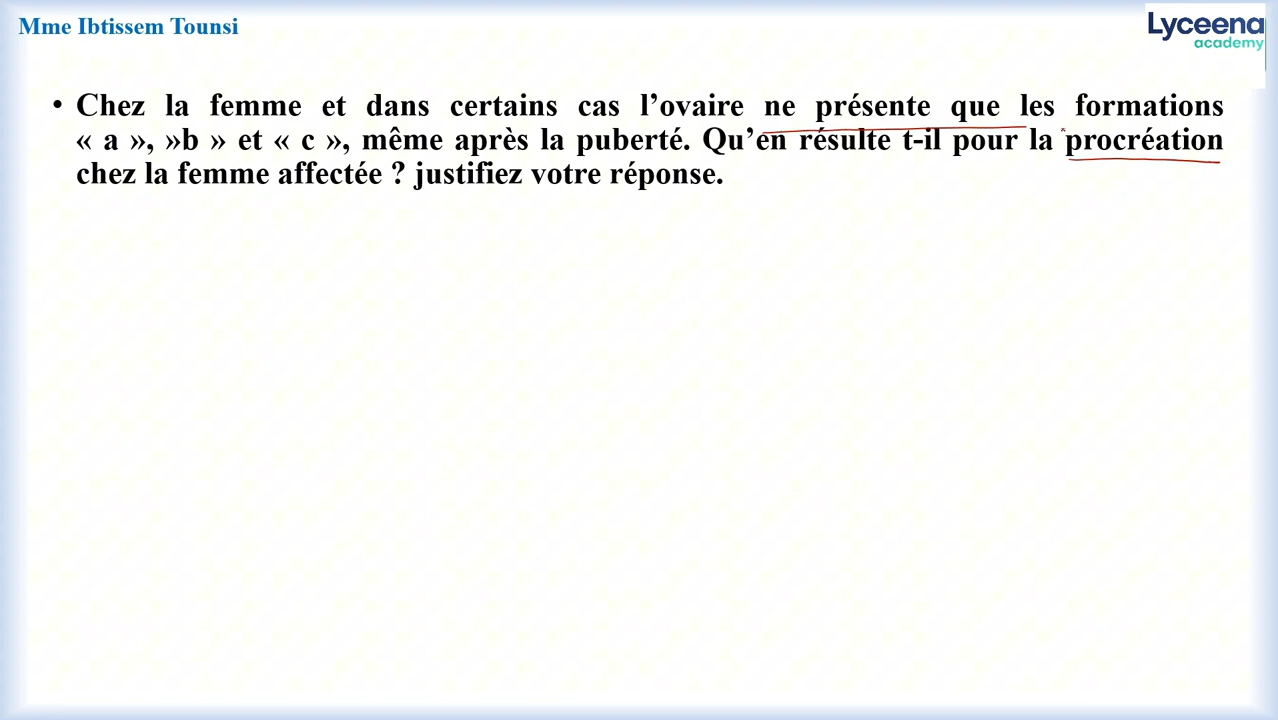 Mme Ibtissem Tounsi
Lyceena
academy
• Chez la femme et dans certains cas l’ovaire ne présente que les formations
« a », »b » et « c », même après la puberté. Qu’en résulte t-il pour la procréation
chez la femme affectée ? justifiez votre réponse.